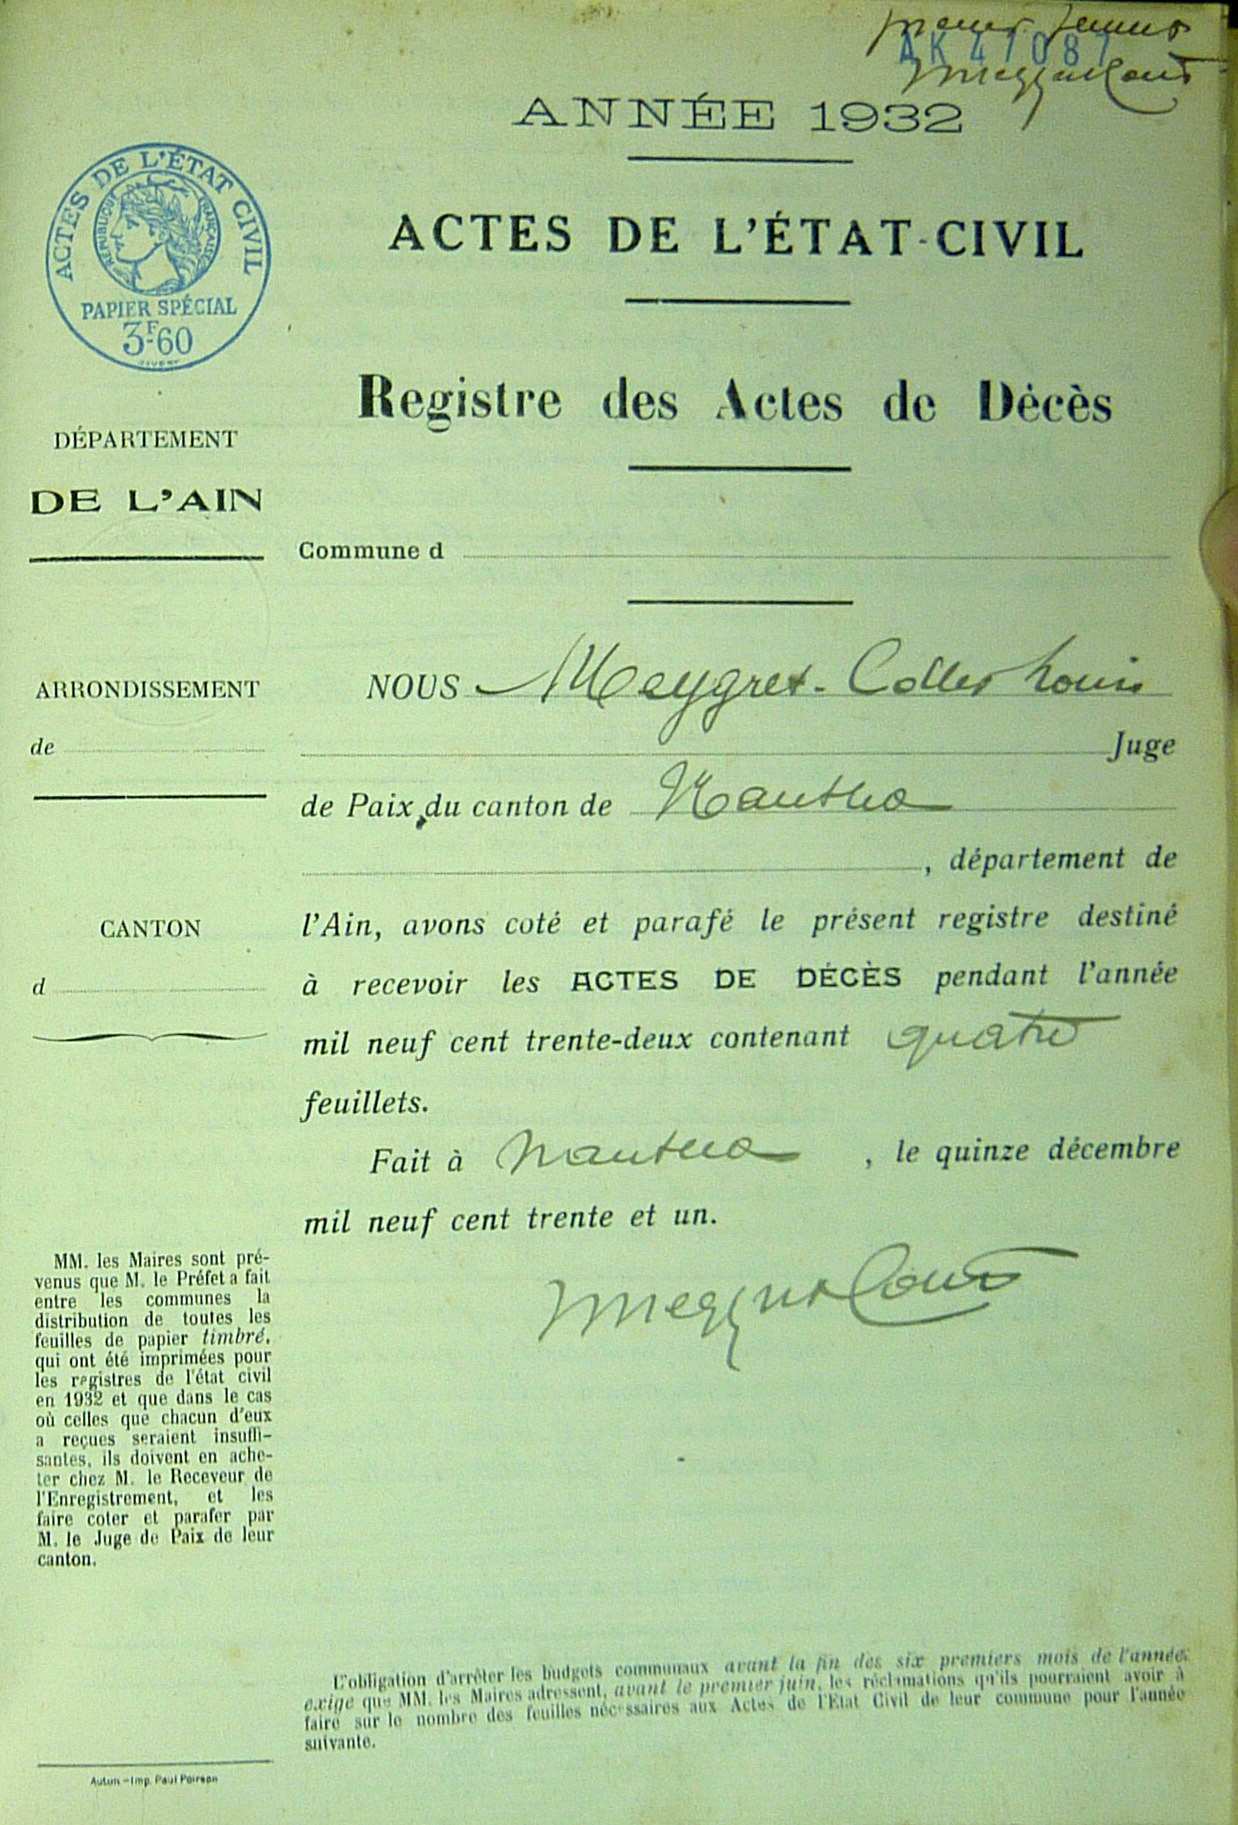 premier
AK 47087
ANNÉE 1932
ACTES DE L'ÉTAT CIVIL
RÉPUBLIQUE FRANÇAISE
PAPIER SPÉCIAL
3F-60
ACTES DE L'ÉTAT-CIVIL
Registre des Actes de Décès
DÉPARTEMENT
DE L'AIN
Commune d
ARRONDISSEMENT
de
CANTON
d
NOUS Meygret-Collet Louis
Juge
de Paix du canton de Nantua
, département de
l'Ain, avons coté et parafé le présent registre destiné
à recevoir les ACTES DE DÉCÈS pendant l'année
mil neuf cent trente-deux contenant quatre
feuillets.
Fait à Nantua , le quinze décembre
mil neuf cent trente et un.
MM. les Maires sont pré-
venus que M. le Préfet a fait
entre les communes la
distribution de toutes les
feuilles de papier timbré,
qui ont été imprimées pour
les registres de l'état civil
en 1932 et que dans le cas
où celles que chacun d'eux
a reçues seraient insuffi-
santes, ils doivent en ache-
ter chez M. le Receveur de
l'Enregistrement, et les
faire coter et parafer par
M. le Juge de Paix de leur
canton.
L'obligation d'arrêter les budgets communaux avant la fin des six premiers mois de l'année,
exige que MM. les Maires adressent, avant le premier juin, les réclamations qu'ils pourraient avoir à
faire sur le nombre des feuilles nécessaires aux Actes de l'État Civil de leur commune pour l'année
suivante.
Autun - Imp. Paul Poirson